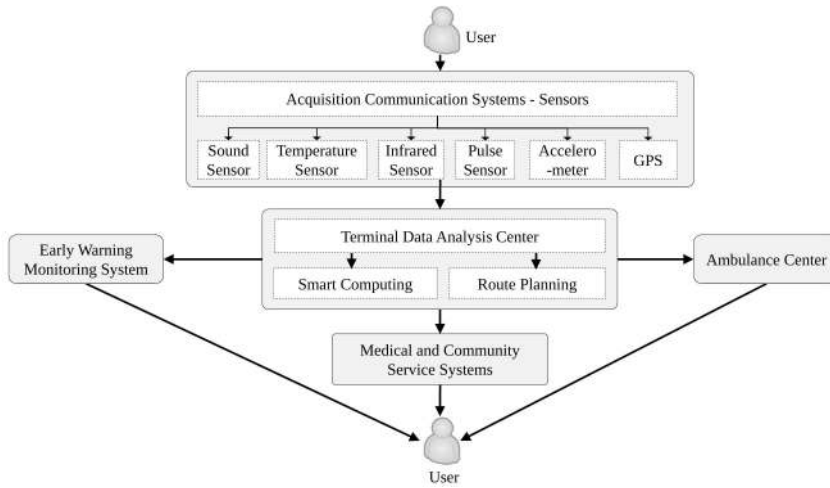 User
Acquisition Communication Systems - Sensors
Sound
Sensor
Temperature
Sensor
Infrared
Sensor
Pulse
Sensor
Accelero
-meter
GPS
Terminal Data Analysis Center
Early Warning
Monitoring System
Ambulance Center
Smart Computing
Route Planning
Medical and Community
Service Systems
User